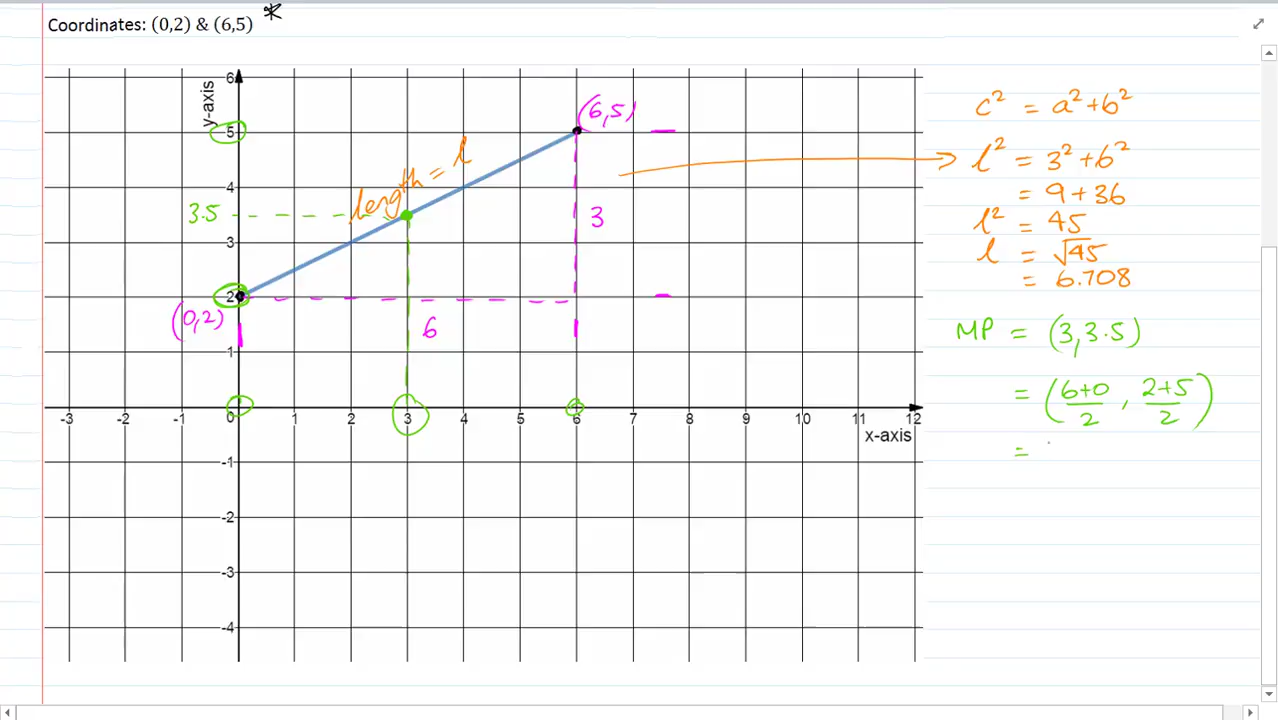 Coordinates: (0,2) & (6,5) *
y-axis
6
5
4
3.5
3
2
1
0
-1
-2
-3
-4
-3 -2 -1 0 1 2 3 4 5 6 7 8 9 10 11 12
x-axis
(6,5)
length = l
3
(0,2)
6
c² = a² + b²
l² = 3² + 6²
= 9 + 36
l² = 45
l = √45
= 6.708
MP = (3, 3.5)
= (6+0/2, 2+5/2)
=